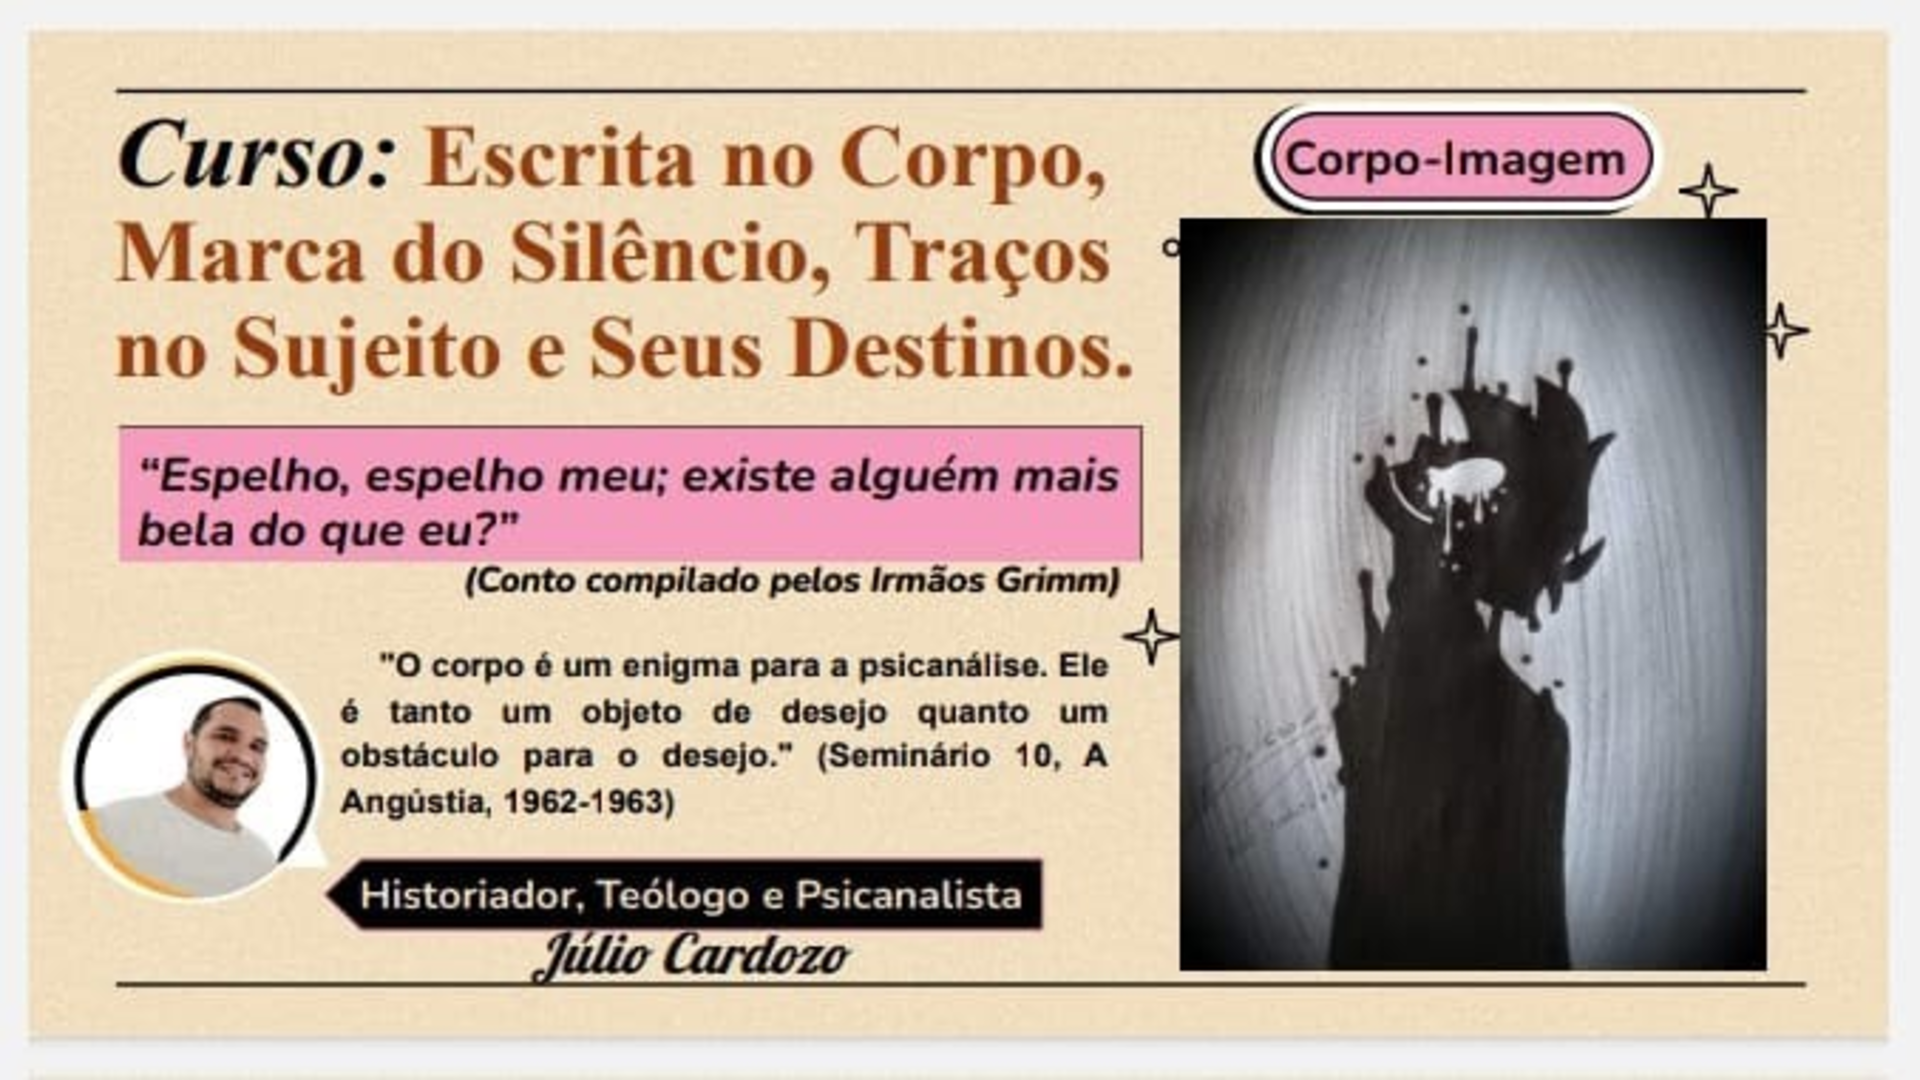 Curso: Escrita no Corpo,
Marca do Silêncio, Traços
no Sujeito e Seus Destinos.
Corpo-Imagem
“Espelho, espelho meu; existe alguém mais
bela do que eu?”
(Conto compilado pelos Irmãos Grimm)
"O corpo é um enigma para a psicanálise. Ele
é tanto um objeto de desejo quanto um
obstáculo para o desejo." (Seminário 10, A
Angústia, 1962-1963)
Historiador, Teólogo e Psicanalista
Júlio Cardozo